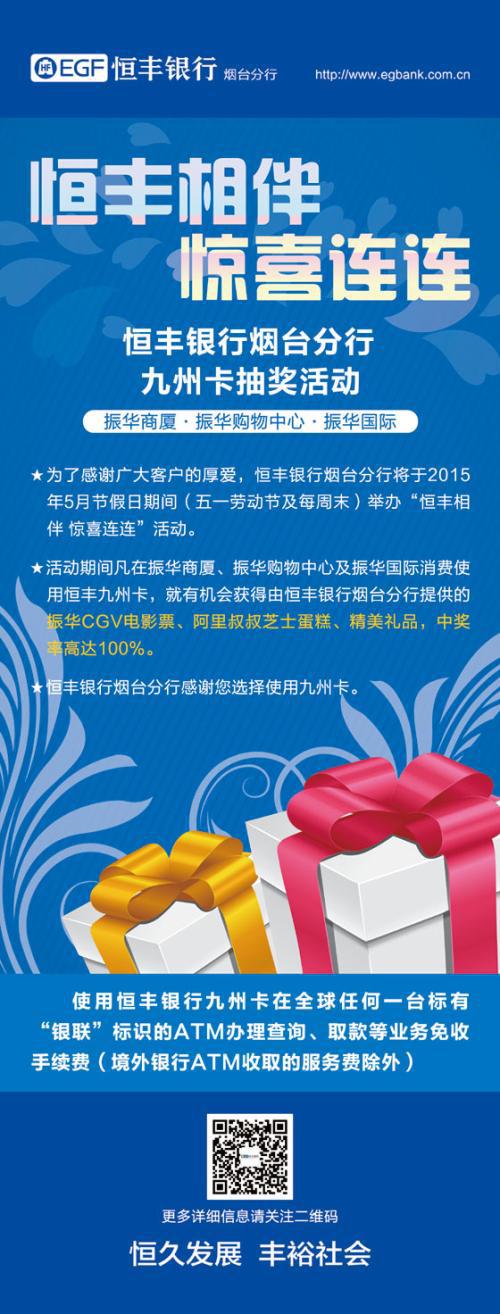 HF EGF 恒丰银行 烟台分行 http://www.egbank.com.cn
恒丰相伴
惊喜连连
恒丰银行烟台分行
九州卡抽奖活动
振华商厦·振华购物中心·振华国际
★为了感谢广大客户的厚爱，恒丰银行烟台分行将于2015
年5月节假日期间（五一劳动节及每周末）举办“恒丰相
伴 惊喜连连”活动。
★活动期间凡在振华商厦、振华购物中心及振华国际消费使
用恒丰九州卡，就有机会获得由恒丰银行烟台分行提供的
振华CGV电影票、阿里叔叔芝士蛋糕、精美礼品，中奖
率高达100%。
★恒丰银行烟台分行感谢您选择使用九州卡。
使用恒丰银行九州卡在全球任何一台标有
“银联”标识的ATM办理查询、取款等业务免收
手续费（境外银行ATM收取的服务费除外）
更多详细信息请关注二维码
恒久发展 丰裕社会